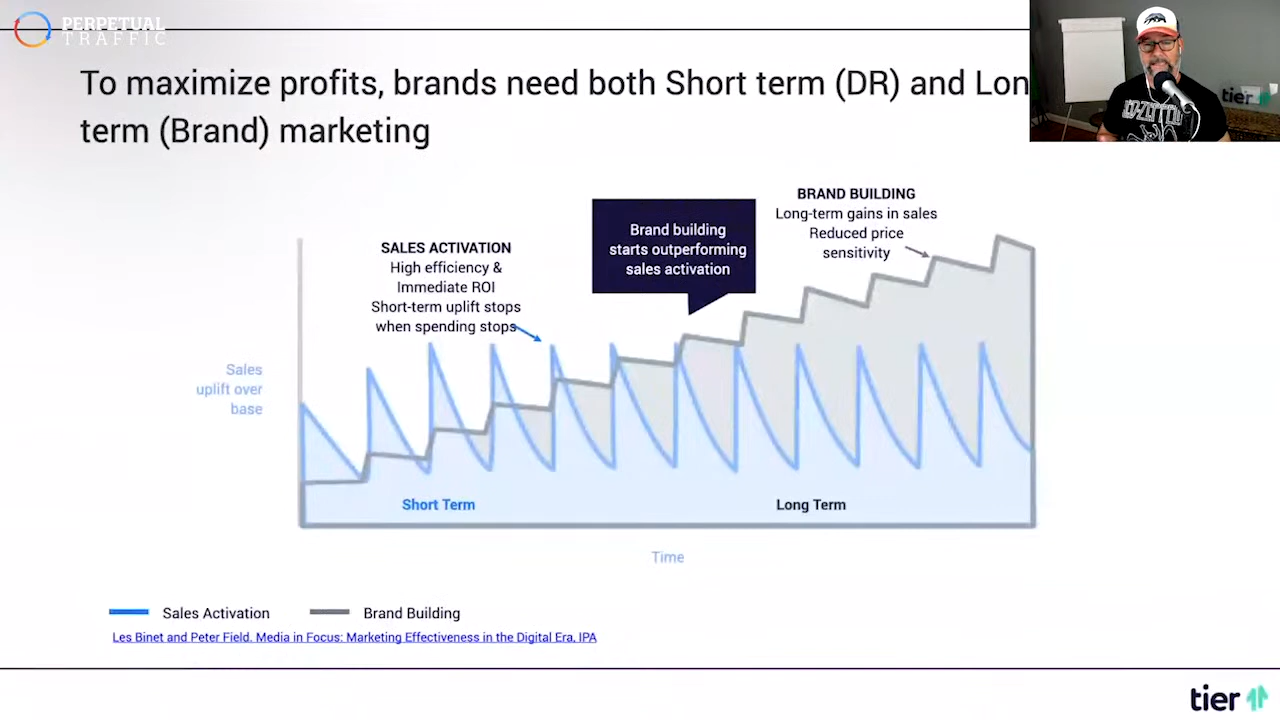 PERPETUAL
TRAFFIC
To maximize profits, brands need both Short term (DR) and Lon
term (Brand) marketing
LED-ZEPPELIN
tier
BRAND BUILDING
Long-term gains in sales
Reduced price
sensitivity
Brand building
starts outperforming
sales activation
SALES ACTIVATION
High efficiency &
Immediate ROI
Short-term uplift stops
when spending stops
Sales
uplift over
base
Short Term
Long Term
Time
Sales Activation
Brand Building
Les Binet and Peter Field. Media in Focus: Marketing Effectiveness in the Digital Era, IPA
tier